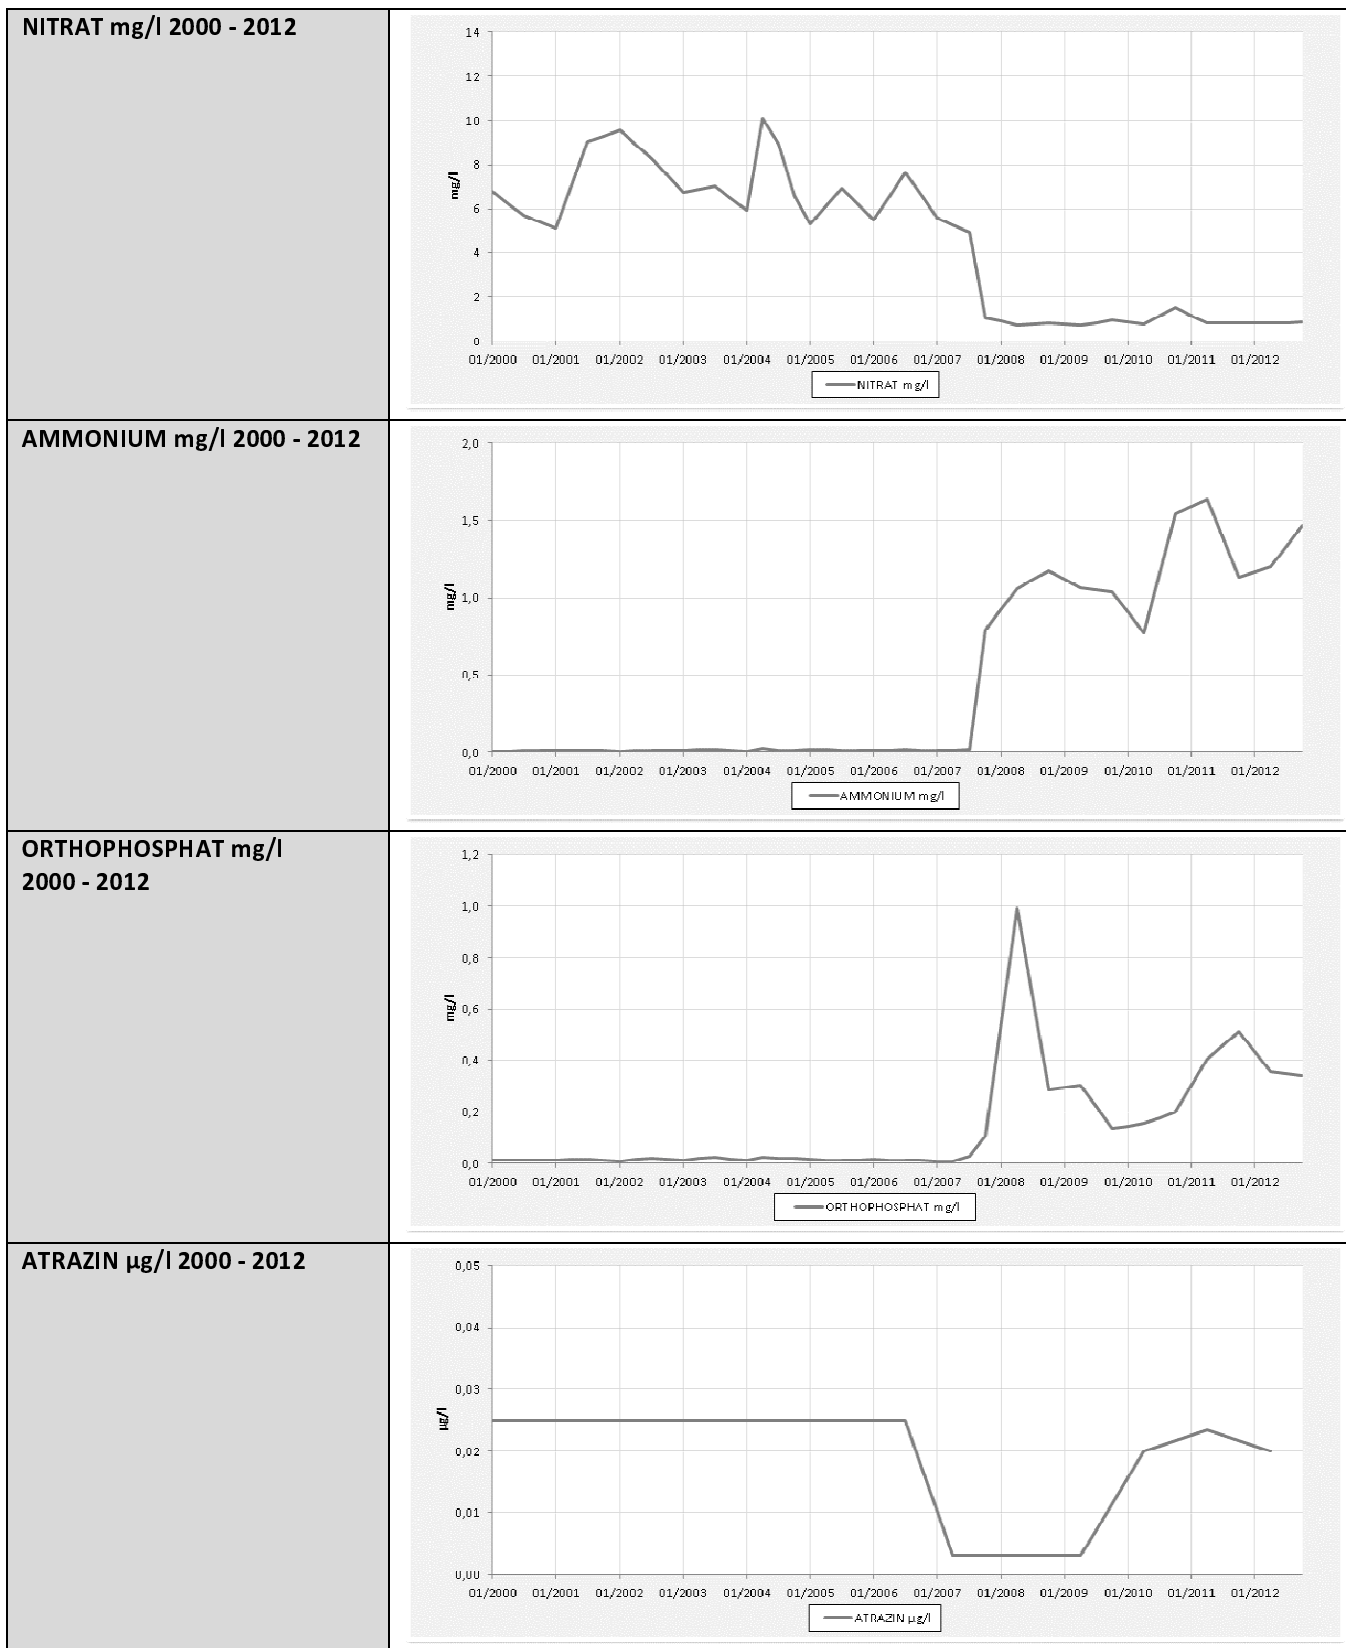 NITRAT mg/l 2000 - 2012
14
12
10
8
6
4
2
0
mg/l
01/2000 01/2001 01/2002 01/2003 01/2004 01/2005 01/2006 01/2007 01/2008 01/2009 01/2010 01/2011 01/2012
NITRAT mg/l
AMMONIUM mg/l 2000 - 2012
2,0
1,5
1,0
0,5
0,0
mg/l
01/2000 01/2001 01/2002 01/2003 01/2004 01/2005 01/2006 01/2007 01/2008 01/2009 01/2010 01/2011 01/2012
AMMONIUM mg/l
ORTHOPHOSPHAT mg/l
2000 - 2012
1,2
1,0
0,8
0,6
0,4
0,2
0,0
mg/l
01/2000 01/2001 01/2002 01/2003 01/2004 01/2005 01/2006 01/2007 01/2008 01/2009 01/2010 01/2011 01/2012
ORTHOPHOSPHAT mg/l
ATRAZIN µg/l 2000 - 2012
0,05
0,04
0,03
0,02
0,01
0,00
µg/l
01/2000 01/2001 01/2002 01/2003 01/2004 01/2005 01/2006 01/2007 01/2008 01/2009 01/2010 01/2011 01/2012
ATRAZIN µg/l